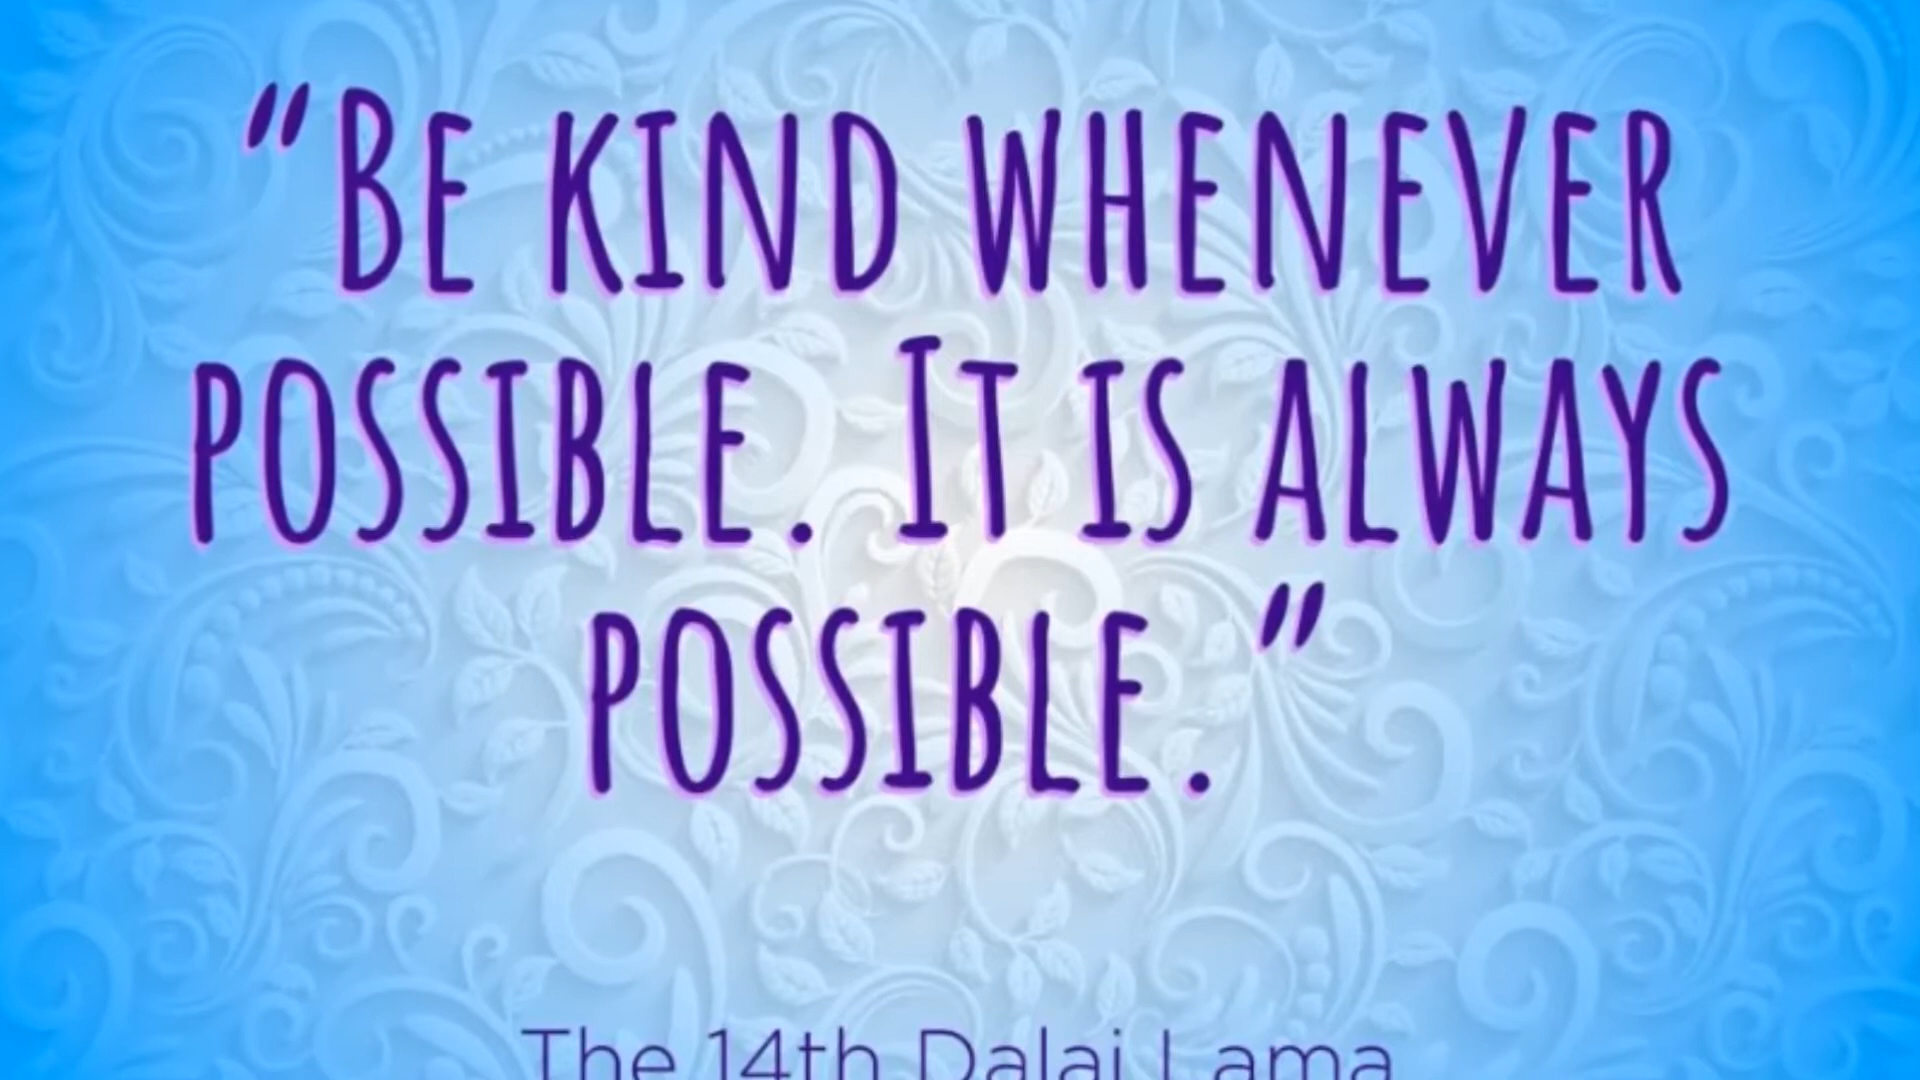 “Be kind whenever
possible. It is always
possible.”
The 14th Dalai Lama